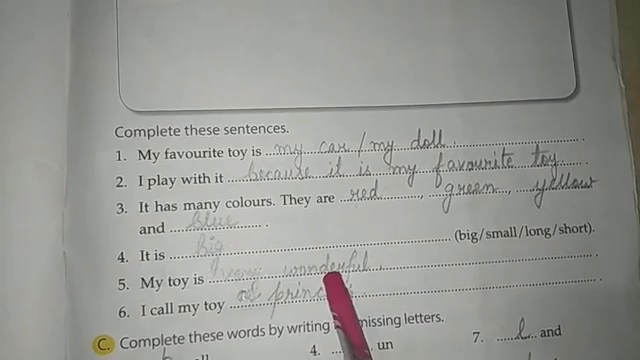 Complete these sentences.
1. My favourite toy is my car / my doll.
2. I play with it because it is my favourite toy.
3. It has many colours. They are red, green, yellow
and blue.
4. It is Big (big/small/long/short).
5. My toy is very wondeyful.
6. I call my toy
C. Complete these words by writing missing letters.
4. un
7. l and